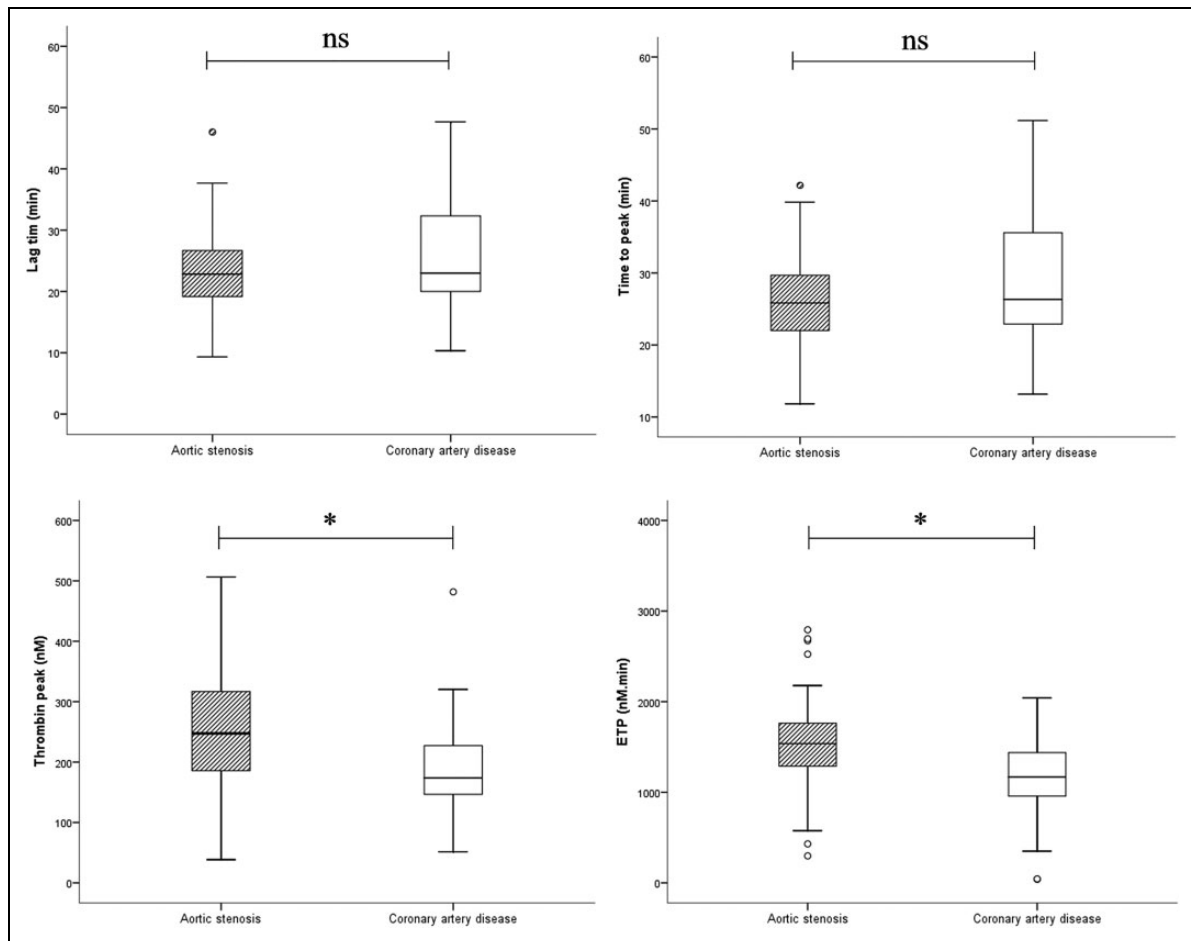 ns
60
50
40
30
20
10
0
Lag tim (min)
Aortic stenosis
Coronary artery disease
ns
60
50
40
30
20
10
Time to peak (min)
Aortic stenosis
Coronary artery disease
*
600
500
400
300
200
100
0
Thrombin peak (nM)
Aortic stenosis
Coronary artery disease
*
4000
3000
2000
1000
0
ETP (nM.min)
Aortic stenosis
Coronary artery disease